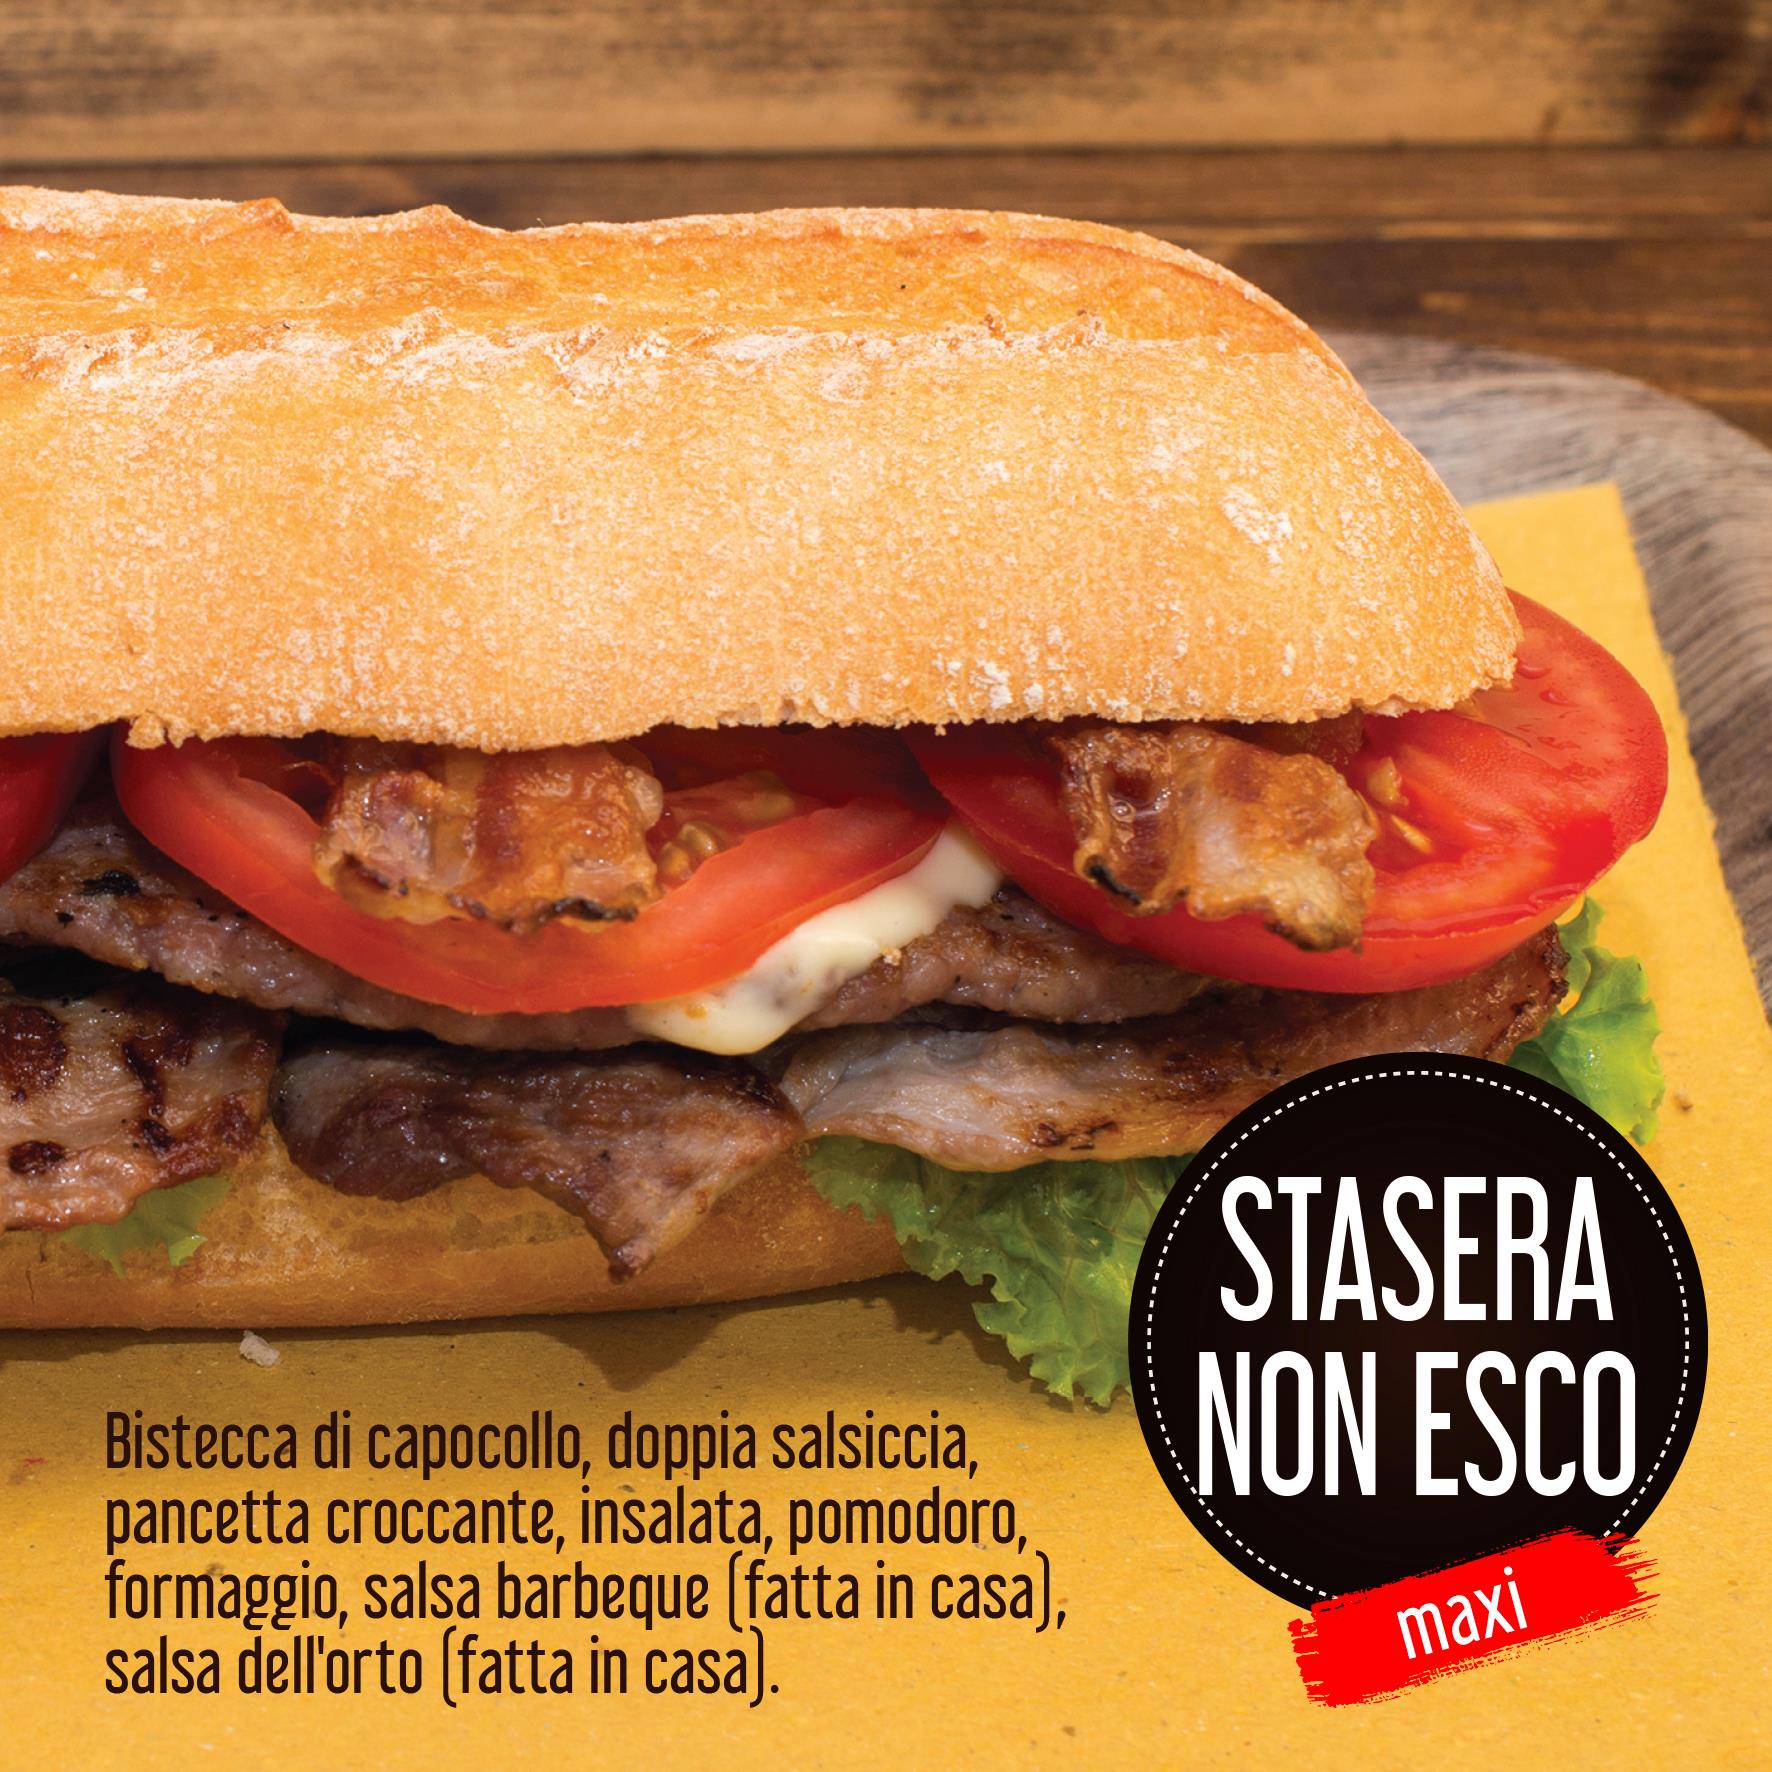 STASERA
NON ESCO
maxi
Bistecca di capocollo, doppia salsiccia,
pancetta croccante, insalata, pomodoro,
formaggio, salsa barbeque (fatta in casa),
salsa dell'orto (fatta in casa).